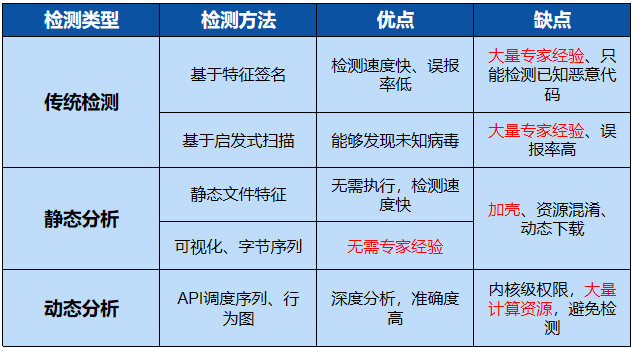 检测类型 检测方法 优点 缺点
传统检测
基于特征签名
检测速度快、误报
率低
大量专家经验、只
能检测已知恶意代
码
基于启发式扫描
能够发现未知病毒
大量专家经验、误
报率高
静态分析
静态文件特征
无需执行，检测速
度快
加壳、资源混淆、
动态下载
可视化、字节序列
无需专家经验
动态分析
API调度序列、行
为图
深度分析，准确度
高
内核级权限，大量
计算资源，避免检
测